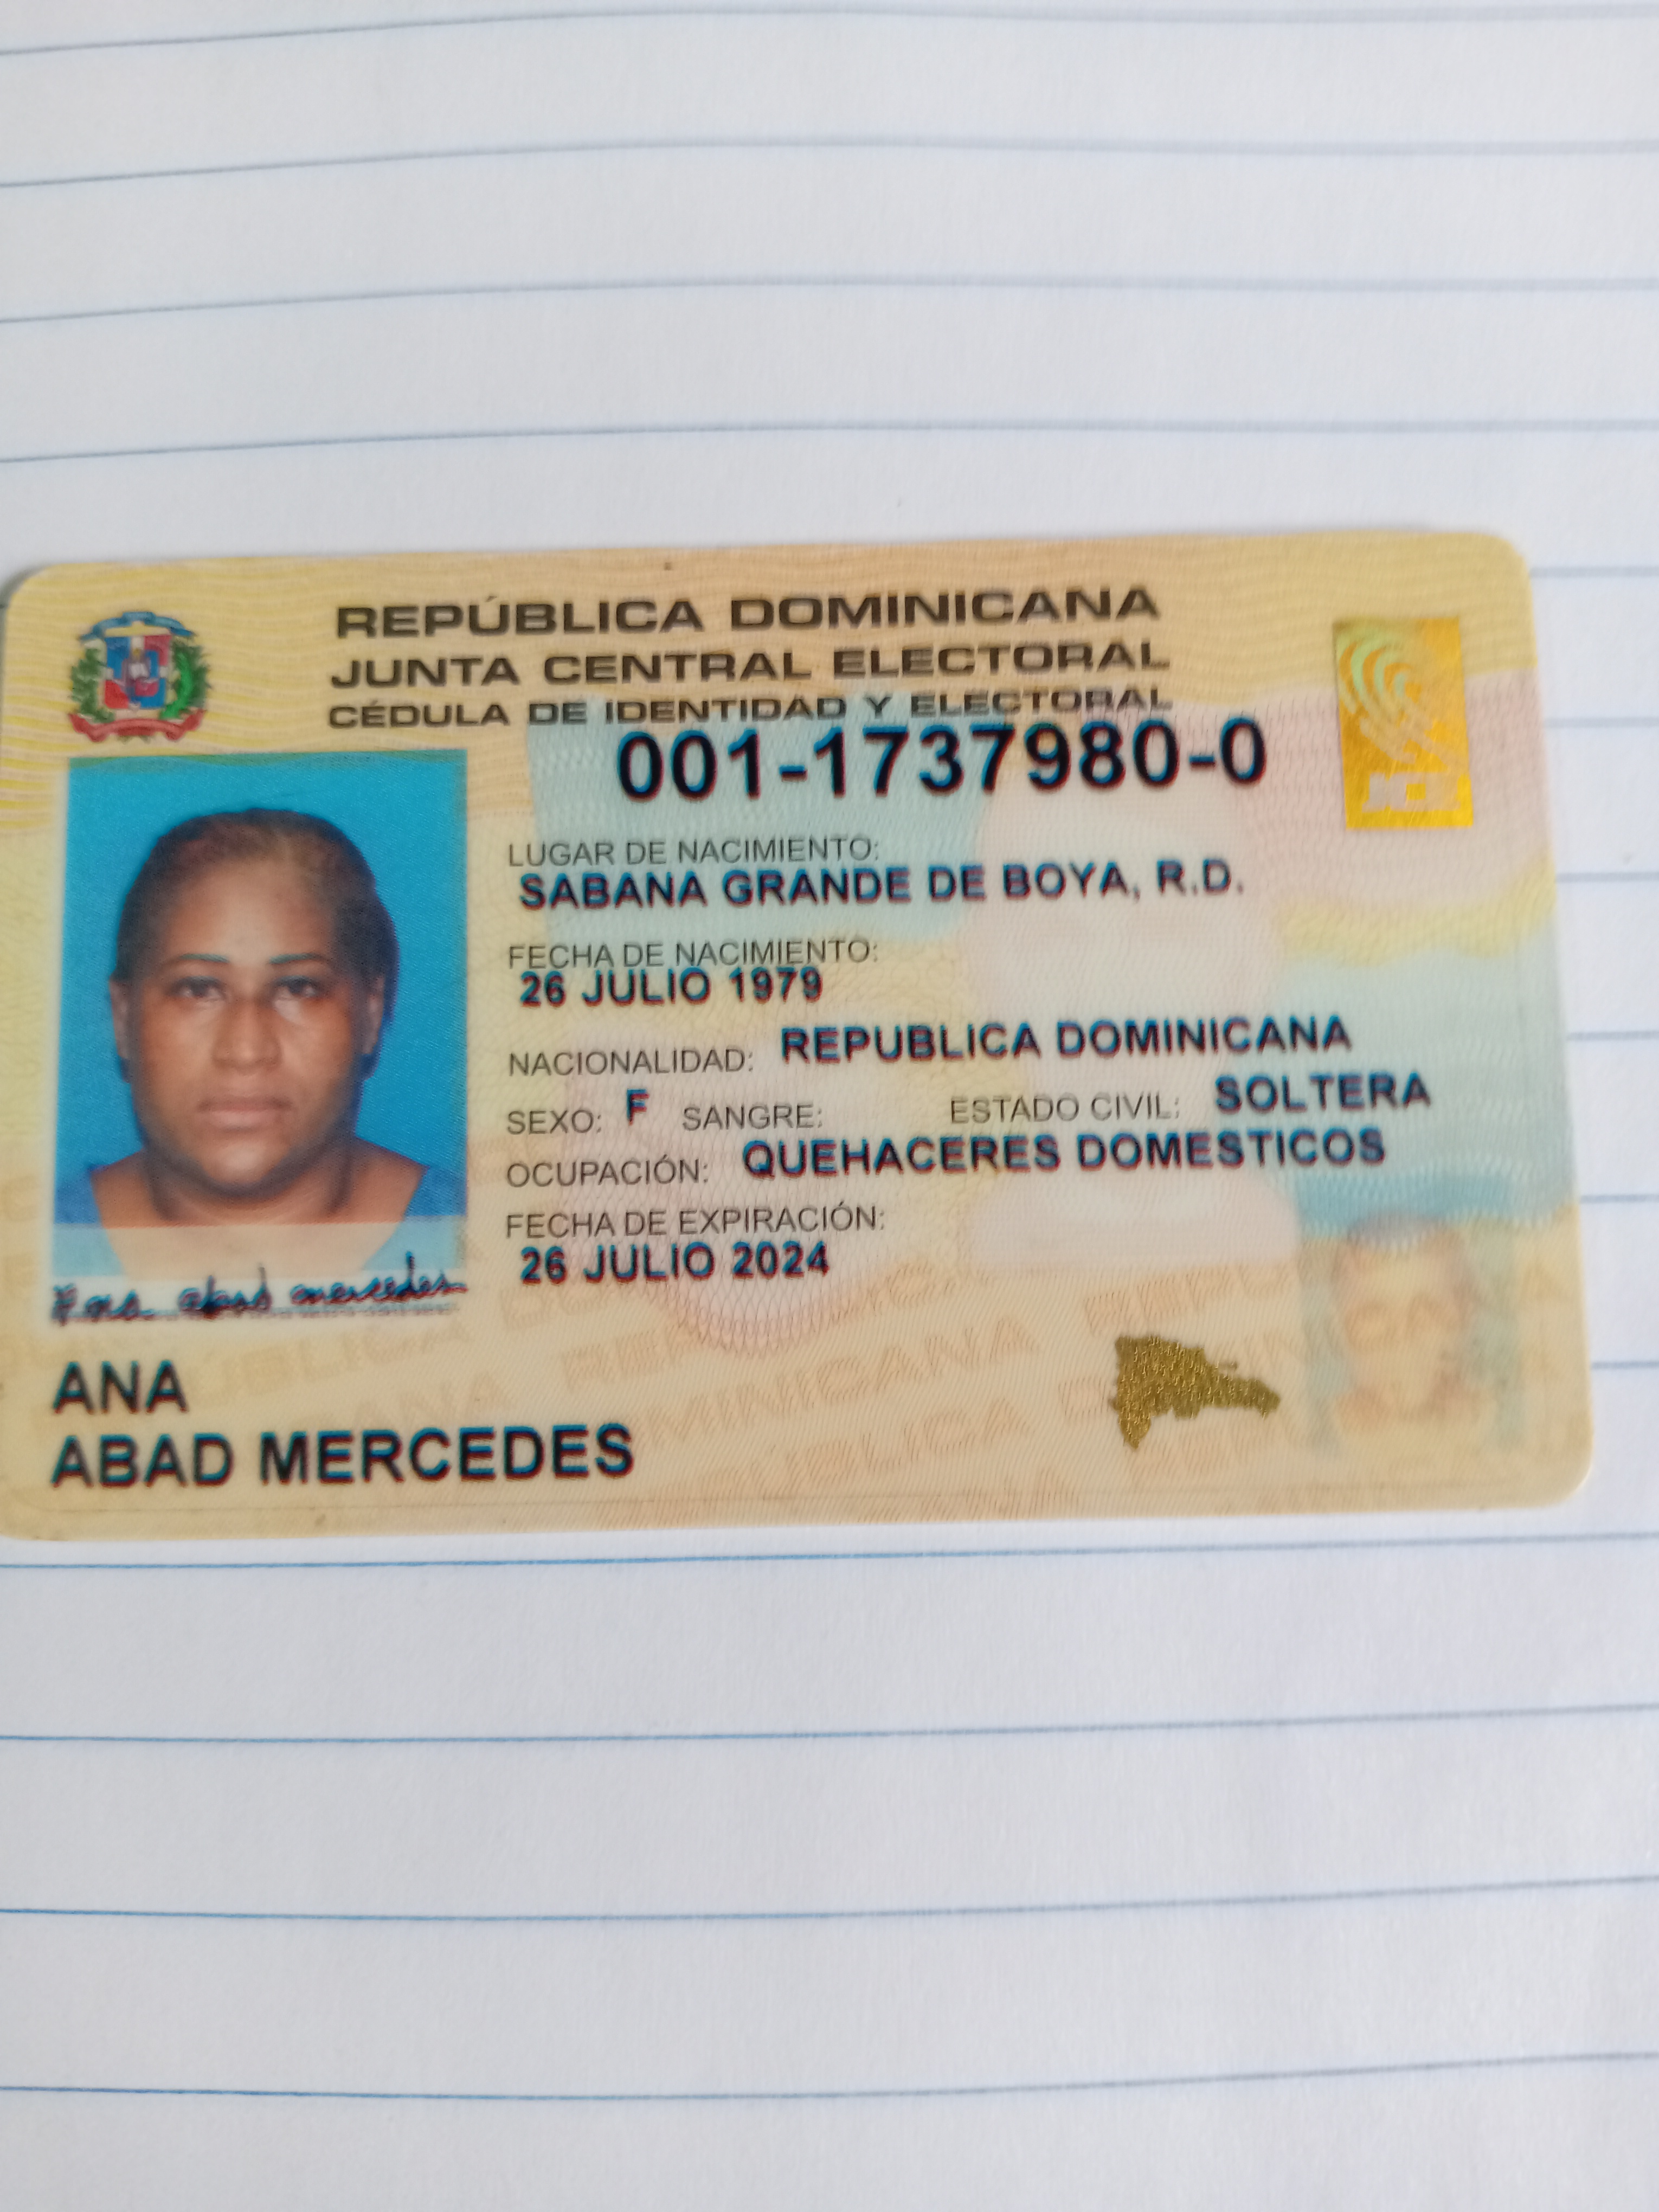 REPÚBLICA DOMINICANA
JUNTA CENTRAL ELECTORAL
CÉDULA DE IDENTIDAD Y ELECTORAL
001-1737980-0
LUGAR DE NACIMIENTO:
SABANA GRANDE DE BOYA, R.D.
FECHA DE NACIMIENTO:
26 JULIO 1979
NACIONALIDAD: REPUBLICA DOMINICANA
SEXO: F SANGRE: ESTADO CIVIL: SOLTERA
OCUPACIÓN: QUEHACERES DOMESTICOS
FECHA DE EXPIRACIÓN:
26 JULIO 2024
abad mercedes
ANA
ABAD MERCEDES